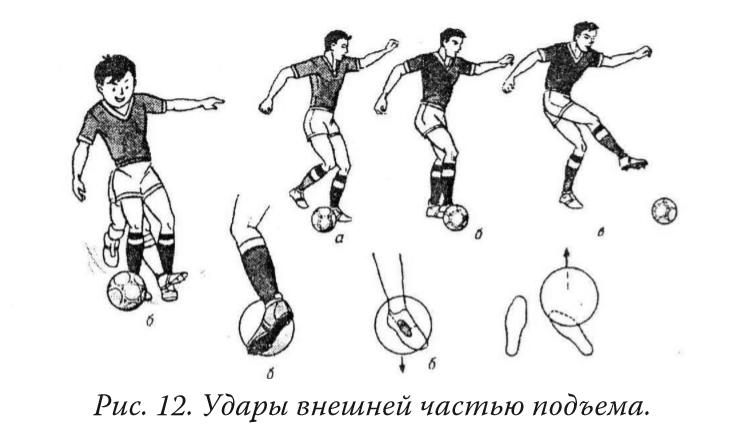 а б в
б
в б
Рис. 12. Удары внешней частью подъема.